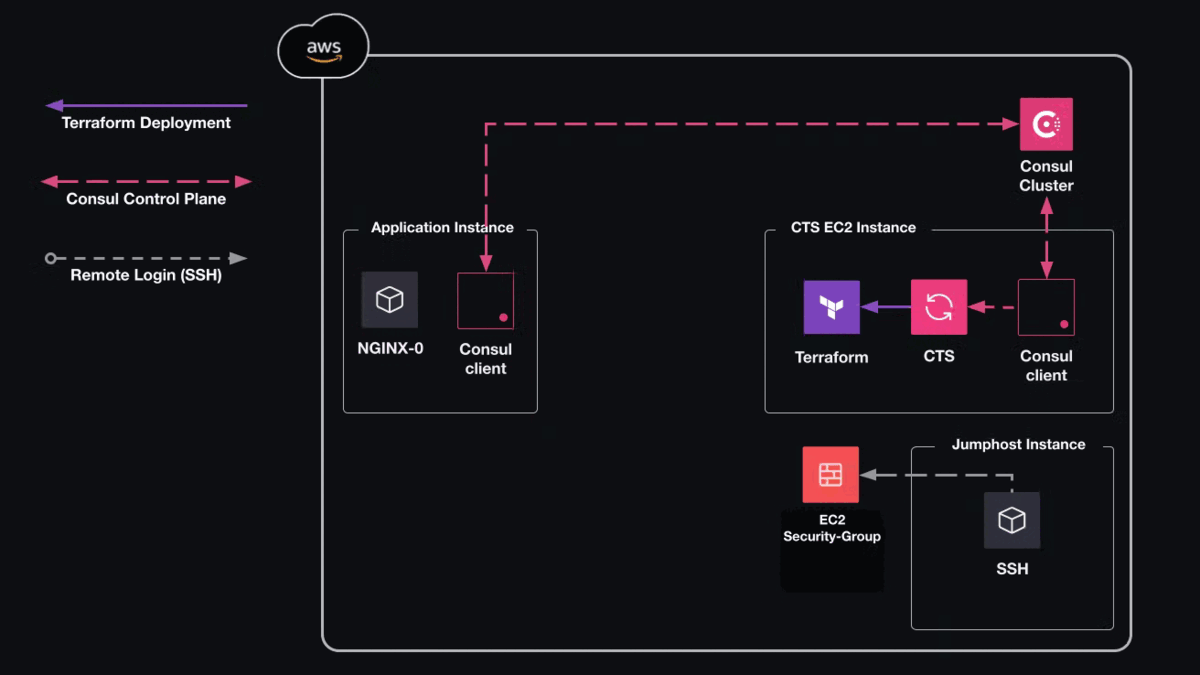 aws
Terraform Deployment
Consul Control Plane
Remote Login (SSH)
Consul
Cluster
Application Instance
NGINX-0
Consul
client
CTS EC2 Instance
Terraform
CTS
Consul
client
Jumphost Instance
EC2
Security-Group
SSH